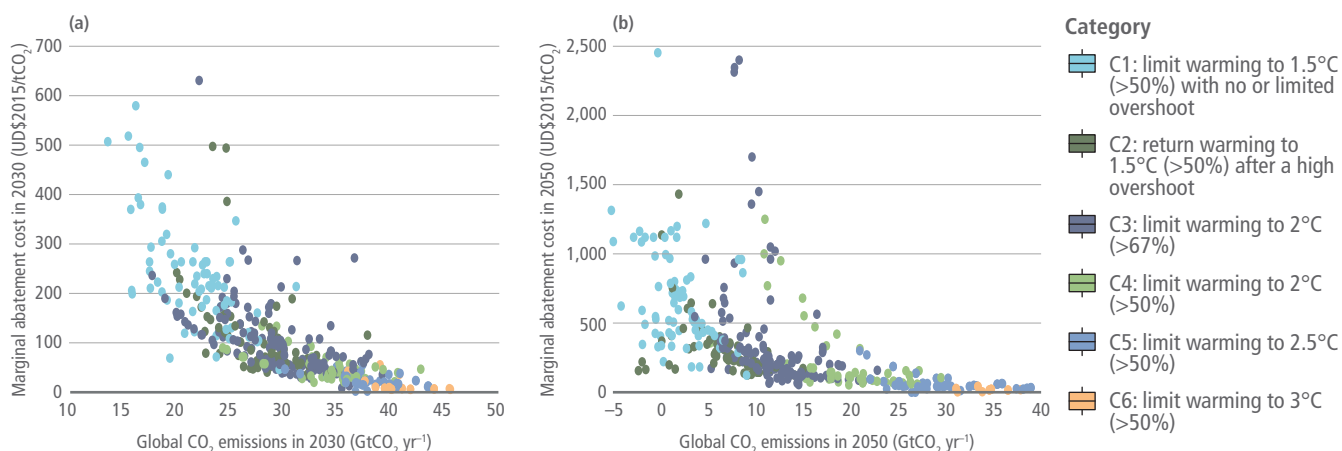 (a)
Marginal abatement cost in 2030 (UD$2015/tCO₂)
700
600
500
400
300
200
100
0
10 15 20 25 30 35 40 45 50
Global CO₂ emissions in 2030 (GtCO₂ yr⁻¹)
(b)
Marginal abatement cost in 2050 (UD$2015/tCO₂)
2,500
2,000
1,500
1,000
500
0
−5 0 5 10 15 20 25 30 35 40
Global CO₂ emissions in 2050 (GtCO₂ yr⁻¹)
Category
C1: limit warming to 1.5°C
(>50%) with no or limited
overshoot
C2: return warming to
1.5°C (>50%) after a high
overshoot
C3: limit warming to 2°C
(>67%)
C4: limit warming to 2°C
(>50%)
C5: limit warming to 2.5°C
(>50%)
C6: limit warming to 3°C
(>50%)